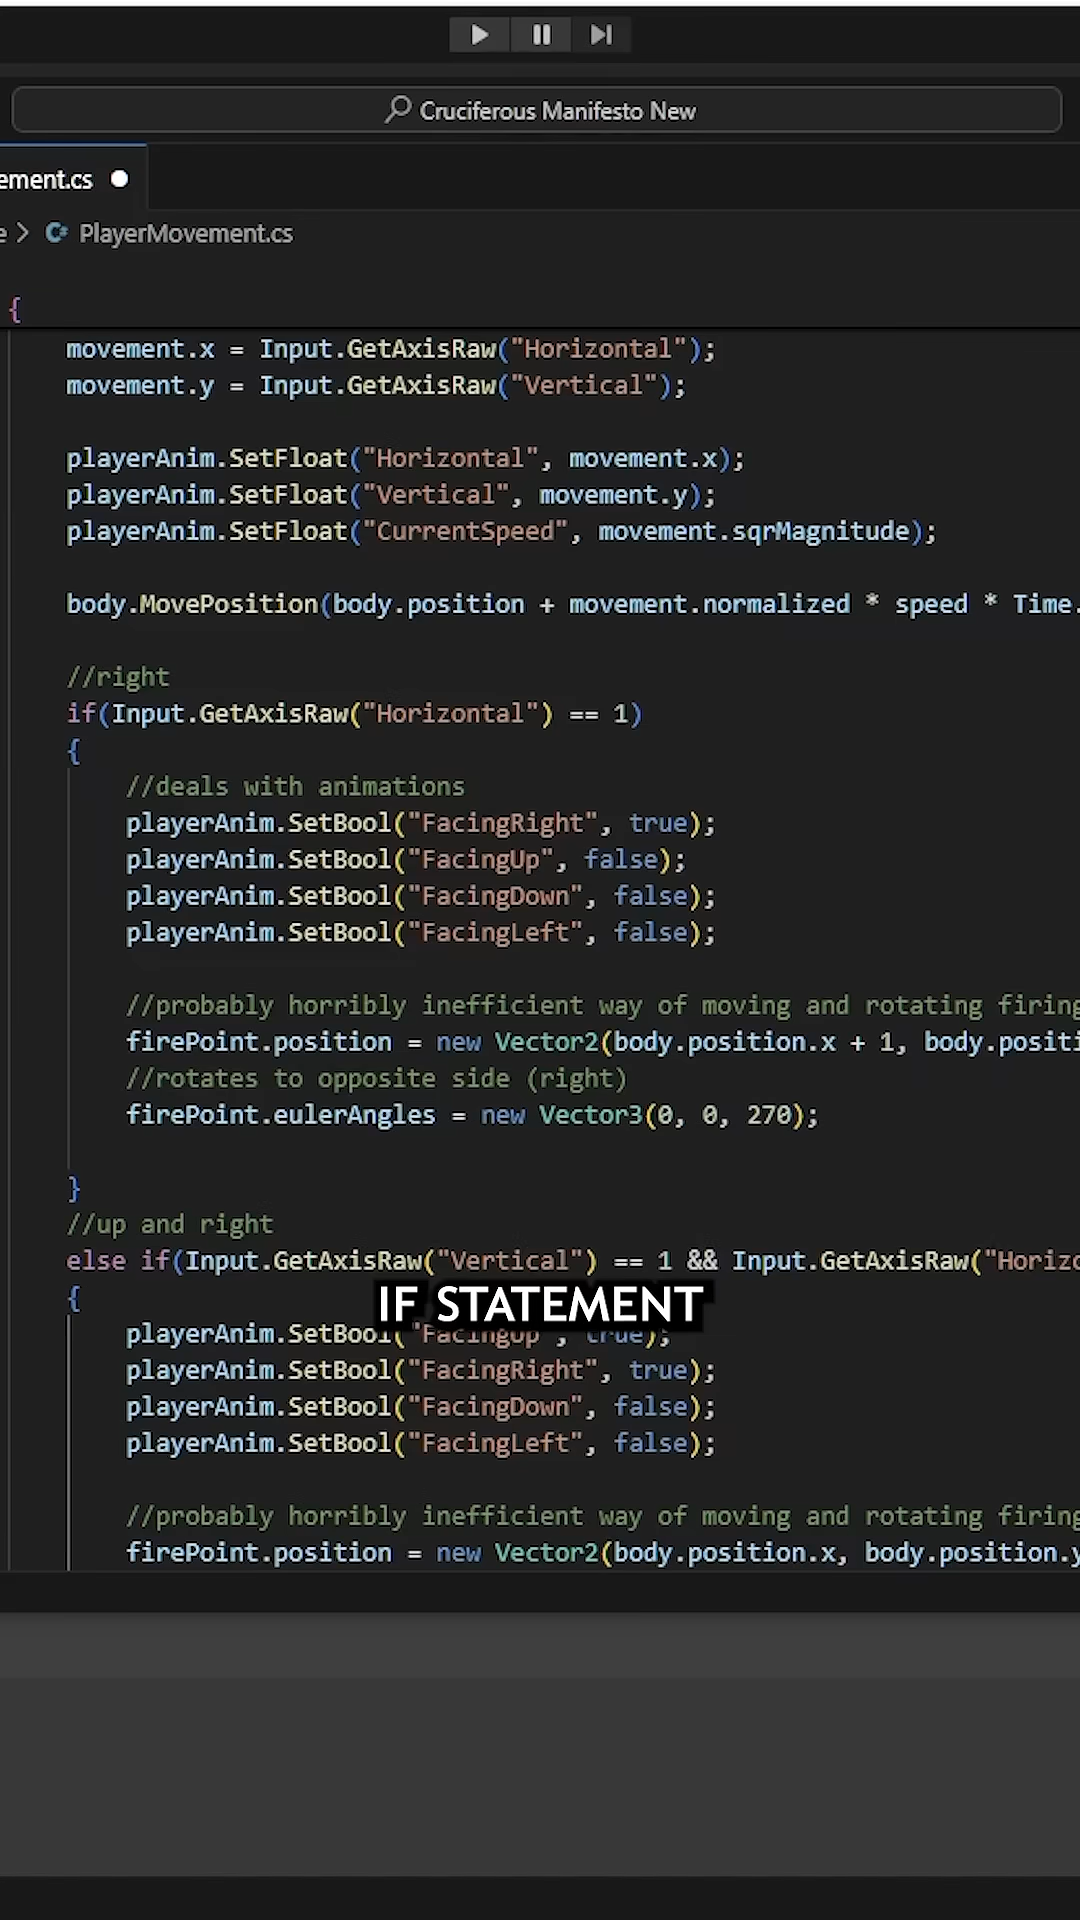 Cruciferous Manifesto New
ement.cs
e > PlayerMovement.cs
{
movement.x = Input.GetAxisRaw("Horizontal");
movement.y = Input.GetAxisRaw("Vertical");
playerAnim.SetFloat("Horizontal", movement.x);
playerAnim.SetFloat("Vertical", movement.y);
playerAnim.SetFloat("CurrentSpeed", movement.sqrMagnitude);
body.MovePosition(body.position + movement.normalized * speed * Time.
//right
if(Input.GetAxisRaw("Horizontal") == 1)
{
//deals with animations
playerAnim.SetBool("FacingRight", true);
playerAnim.SetBool("FacingUp", false);
playerAnim.SetBool("FacingDown", false);
playerAnim.SetBool("FacingLeft", false);
//probably horribly inefficient way of moving and rotating firing
firePoint.position = new Vector2(body.position.x + 1, body.positi
//rotates to opposite side (right)
firePoint.eulerAngles = new Vector3(0, 0, 270);
}
//up and right
else if(Input.GetAxisRaw("Vertical") == 1 && Input.GetAxisRaw("Horizo
{
IF STATEMENT
playerAnim.SetBool("FacingUp", true);
playerAnim.SetBool("FacingRight", true);
playerAnim.SetBool("FacingDown", false);
playerAnim.SetBool("FacingLeft", false);
//probably horribly inefficient way of moving and rotating firing
firePoint.position = new Vector2(body.position.x, body.position.y